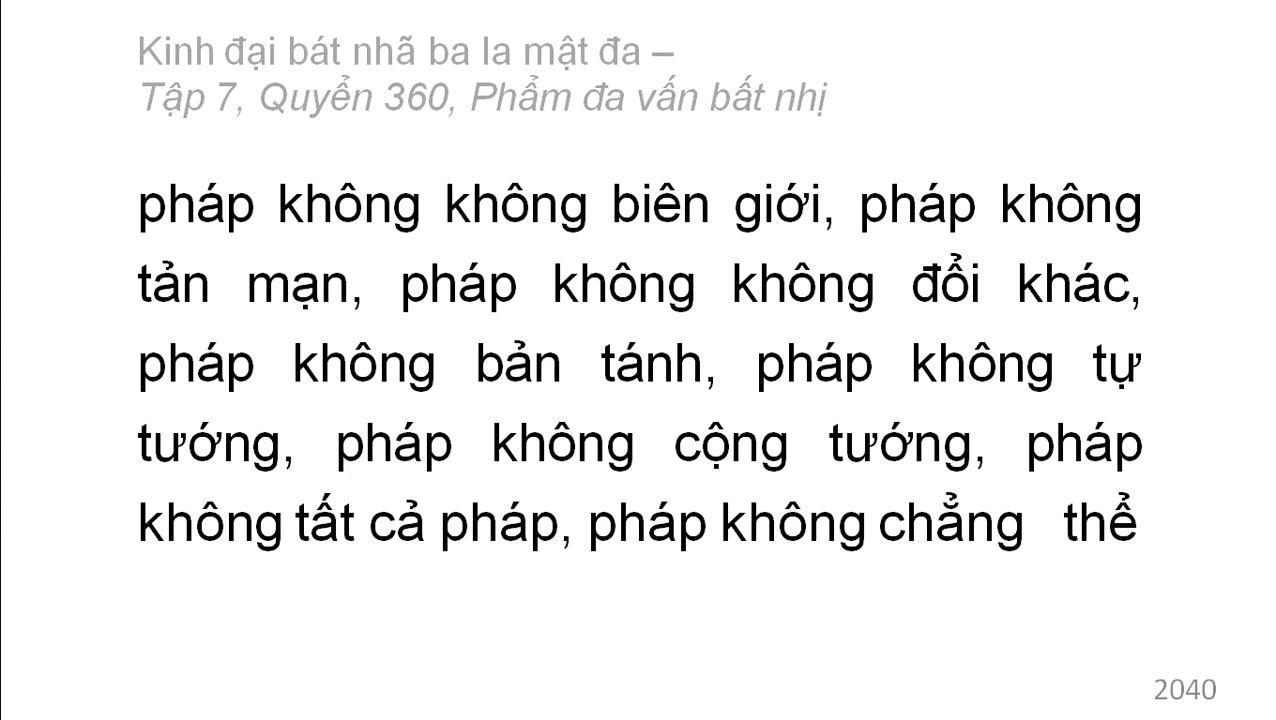 Kinh đại bát nhã ba la mật đa –
Tập 7, Quyển 360, Phẩm đa vấn bất nhị
pháp không không biên giới, pháp không
tản mạn, pháp không không đổi khác,
pháp không bản tánh, pháp không tự
tướng, pháp không cộng tướng, pháp
không tất cả pháp, pháp không chẳng thể
2040